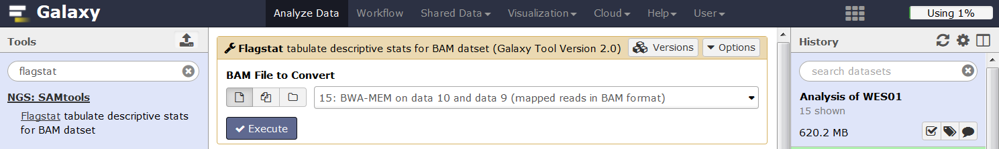 Galaxy
Analyze Data
Workflow
Shared Data
Visualization
Cloud
Help
User
Using 1%
Tools
flagstat
NGS: SAMtools
Flagstat tabulate descriptive stats
for BAM datset
Flagstat tabulate descriptive stats for BAM datset (Galaxy Tool Version 2.0)
Versions
Options
BAM File to Convert
15: BWA-MEM on data 10 and data 9 (mapped reads in BAM format)
Execute
History
search datasets
Analysis of WES01
15 shown
620.2 MB